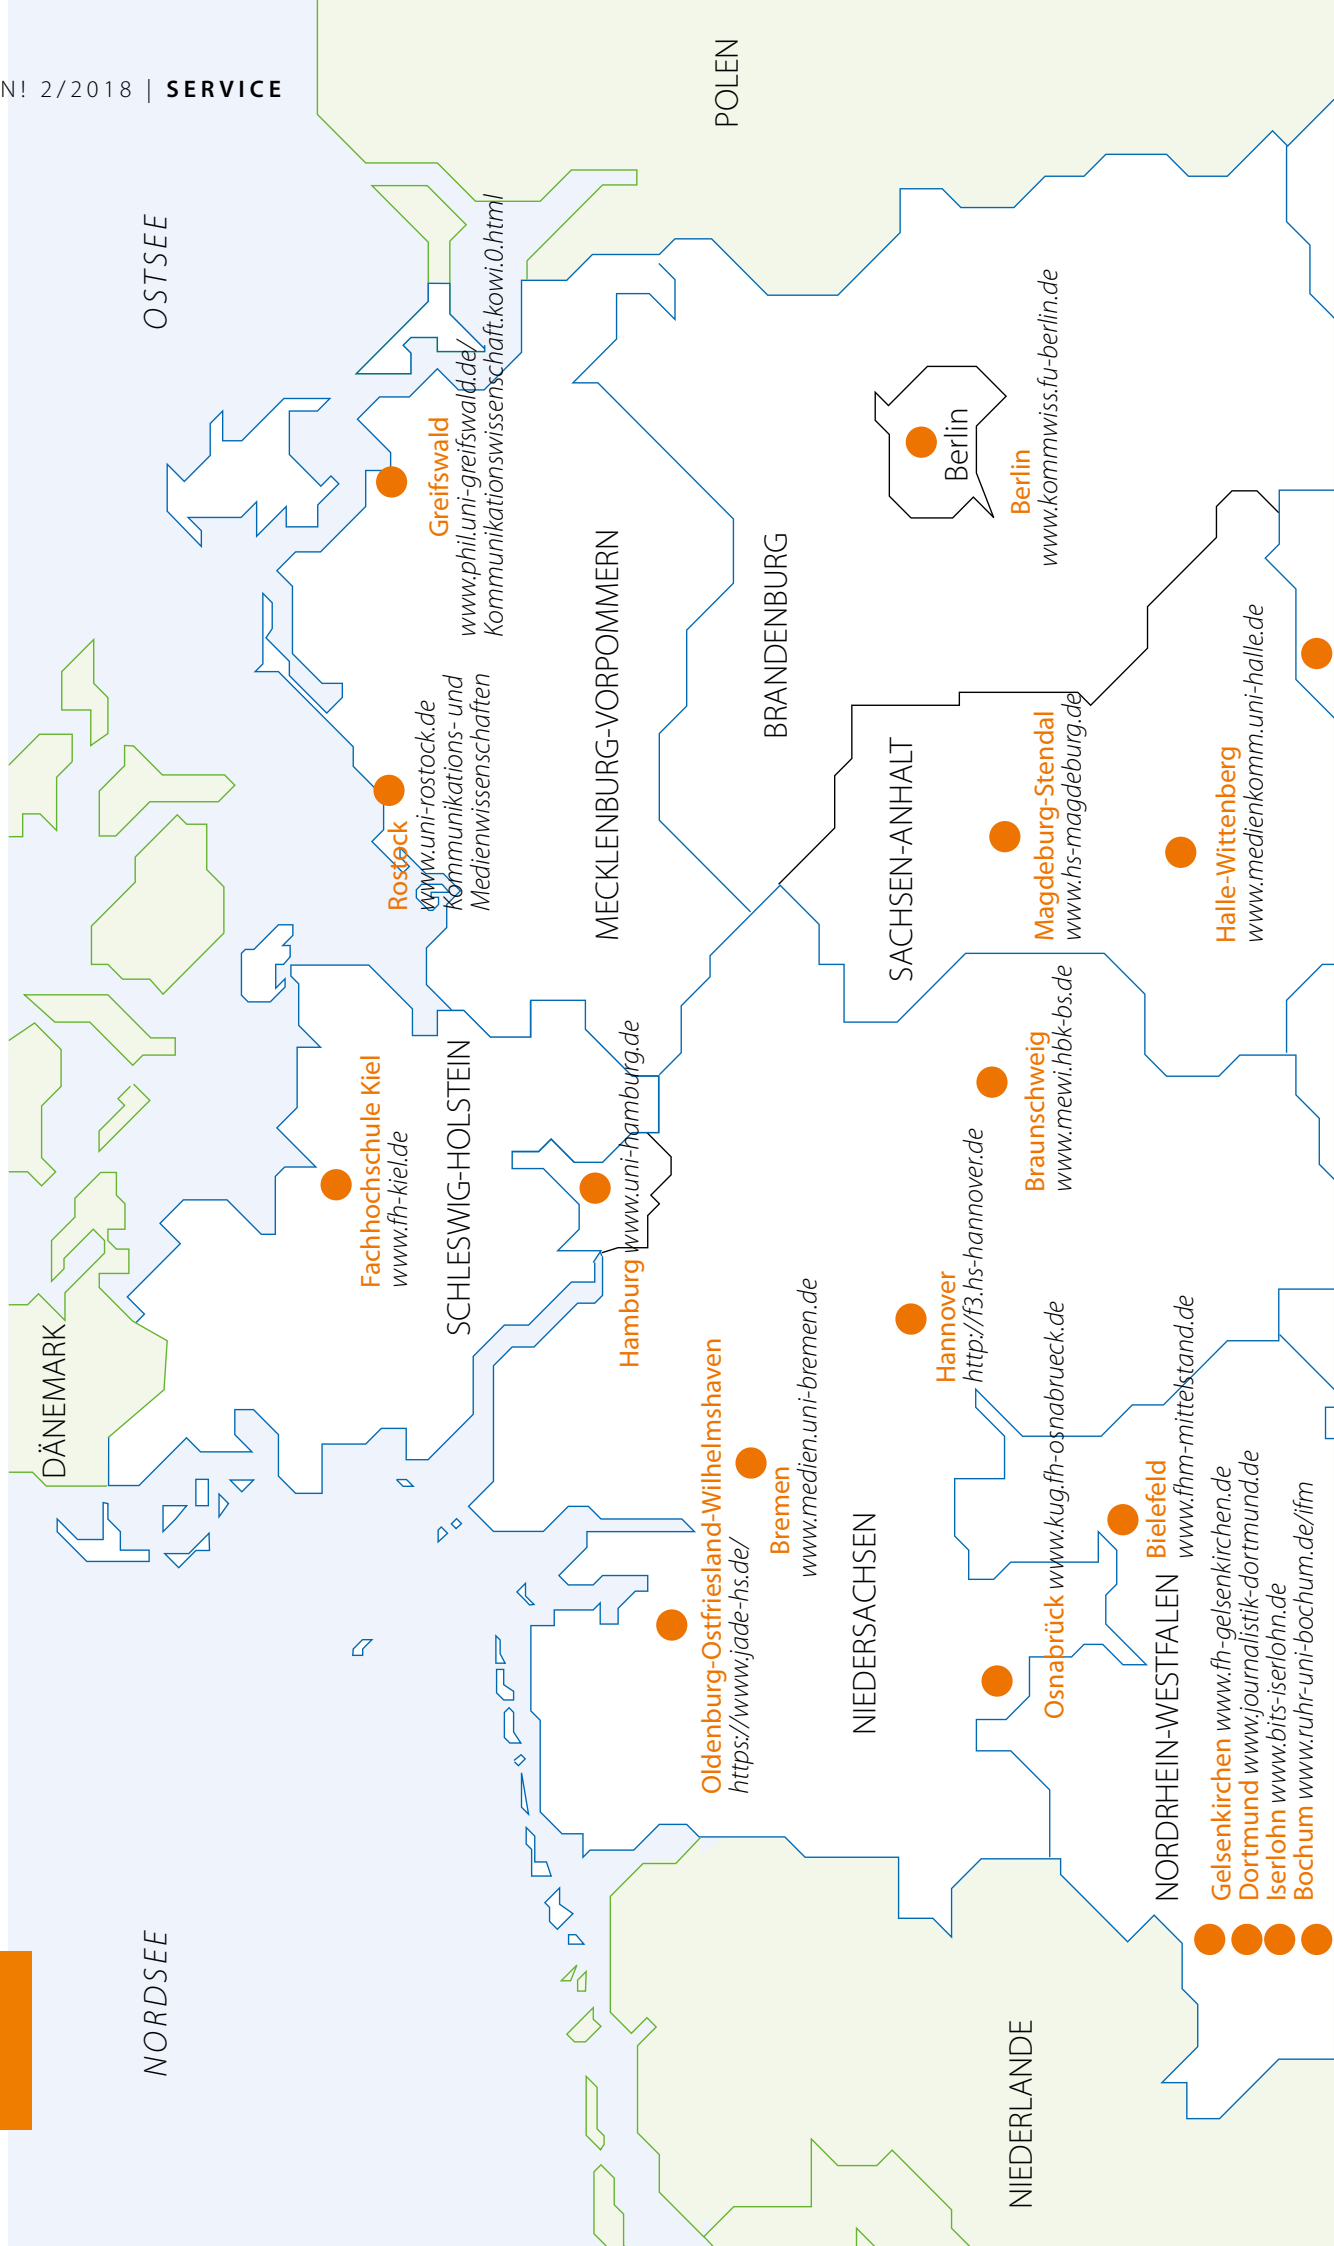 N! 2/2018 | SERVICE
NORDSEE
OSTSEE
DÄNEMARK
POLEN
Fachhochschule Kiel
www.fh-kiel.de
SCHLESWIG-HOLSTEIN
Rostock
www.uni-rostock.de
Kommunikations- und
Medienwissenschaften
Greifswald
www.phil.uni-greifswald.de/
Kommunikationswissenschaft.kowi.0.html
MECKLENBURG-VORPOMMERN
Hamburg www.uni-hamburg.de
Oldenburg-Ostfriesland-Wilhelmshaven
https://www.jade-hs.de/
Bremen
www.medien.uni-bremen.de
NIEDERSACHSEN
BRANDENBURG
Berlin
Berlin
www.kommwiss.fu-berlin.de
SACHSEN-ANHALT
Hannover
http://f3.hs-hannover.de
Braunschweig
www.mewi.hbk-bs.de
Magdeburg-Stendal
www.hs-magdeburg.de
Osnabrück www.kug.fh-osnabrueck.de
NIEDERLANDE
Bielefeld
www.fhm-mittelstand.de
NORDRHEIN-WESTFALEN
Halle-Wittenberg
www.medienkomm.uni-halle.de
Gelsenkirchen www.fh-gelsenkirchen.de
Dortmund www.journalistik-dortmund.de
Iserlohn www.bits-iserlohn.de
Bochum www.ruhr-uni-bochum.de/ifm